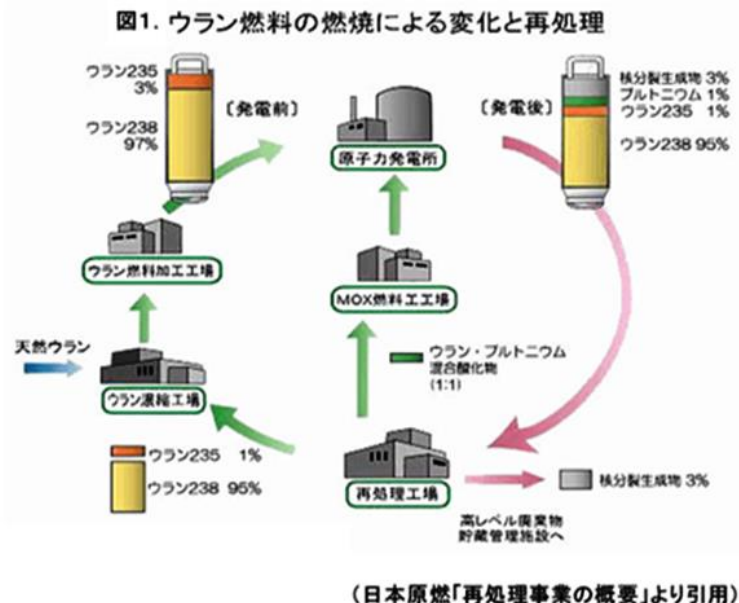 図1. ウラン燃料の燃焼による変化と再処理
ウラン235
3%
ウラン238
97%
〔発電前〕
原子力発電所
〔発電後〕
核分裂生成物 3%
プルトニウム 1%
ウラン235 1%
ウラン238 95%
ウラン燃料加工工場
MOX燃料工工場
天然ウラン
ウラン濃縮工場
ウラン・プルトニウム
混合酸化物
(1:1)
ウラン235 1%
ウラン238 95%
再処理工場
核分裂生成物 3%
高レベル廃棄物
貯蔵管理施設へ
(日本原燃「再処理事業の概要」より引用)